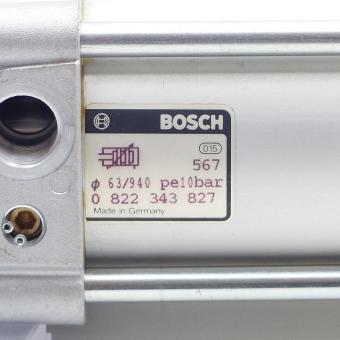 BOSCH
015
567
ϕ 63/940 pe10bar
0 822 343 827
Made in Germany